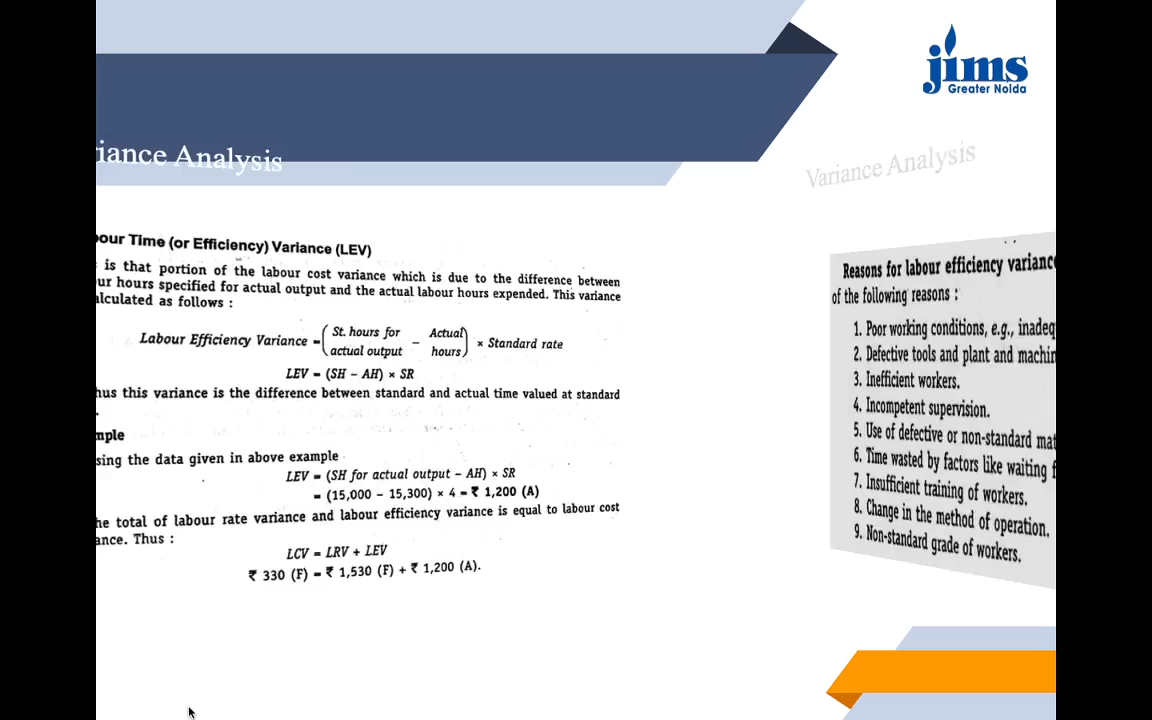 jims
Greater Noida
iance Analysis
our Time (or Efficiency) Variance (LEV)
is that portion of the labour cost variance which is due to the difference between
ur hours specified for actual output and the actual labour hours expended. This variance
alculated as follows :
Labour Efficiency Variance = (St. hours for actual output − Actual hours) × Standard rate
LEV = (SH − AH) × SR
hus this variance is the difference between standard and actual time valued at standard
mple
sing the data given in above example
LEV = (SH for actual output − AH) × SR
= (15,000 − 15,300) × 4 = ₹ 1,200 (A)
he total of labour rate variance and labour efficiency variance is equal to labour cost
ance. Thus :
LCV = LRV + LEV
₹ 330 (F) = ₹ 1,530 (F) + ₹ 1,200 (A).
Variance Analysis
Reasons for labour efficiency variance
of the following reasons :
1. Poor working conditions, e.g., inadeq
2. Defective tools and plant and machin
3. Inefficient workers.
4. Incompetent supervision.
5. Use of defective or non-standard mat
6. Time wasted by factors like waiting f
7. Insufficient training of workers.
8. Change in the method of operation.
9. Non-standard grade of workers.